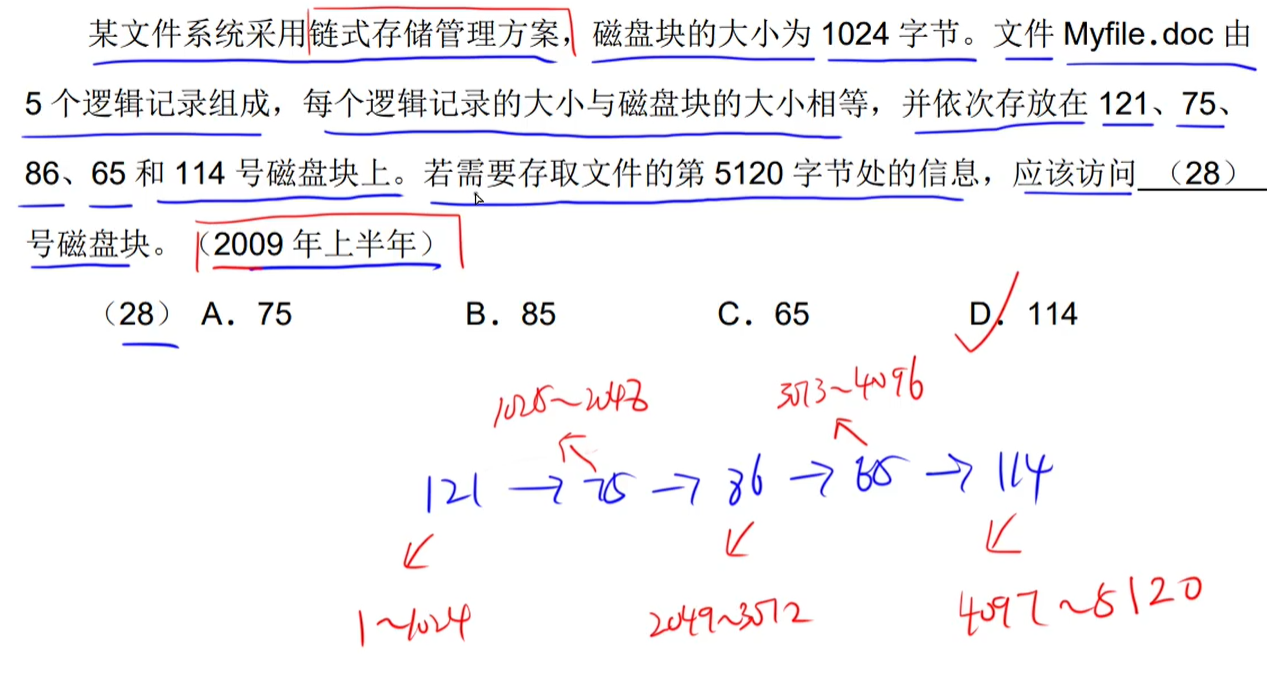 某文件系统采用链式存储管理方案，磁盘块的大小为 1024 字节。文件 Myfile.doc 由
5 个逻辑记录组成，每个逻辑记录的大小与磁盘块的大小相等，并依次存放在 121、75、
86、65 和 114 号磁盘块上。若需要存取文件的第 5120 字节处的信息，应该访问 （28）
号磁盘块。（2009 年上半年）
（28） A．75 B．85 C．65 D．114
1025~2048 3073~4096
121 → 75 → 86 → 65 → 114
1~1024 2049~3072 4097~5120